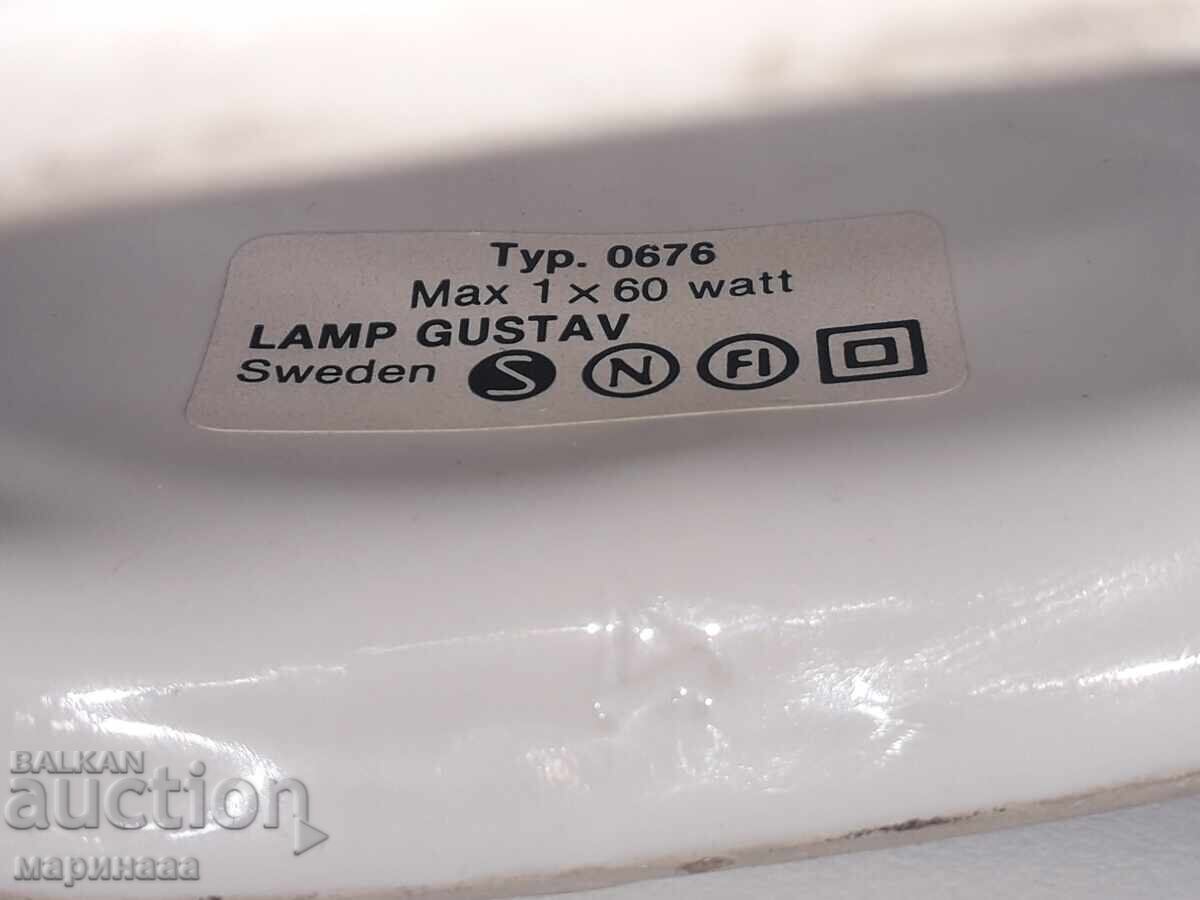 Typ. 0676
Max 1 x 60 watt
LAMP GUSTAV
Sweden S N FI
BALKAN
auction
маринааа